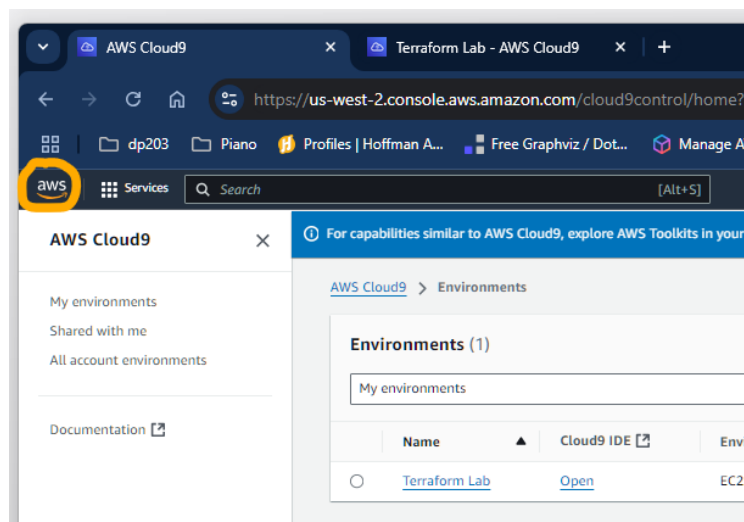 AWS Cloud9
Terraform Lab - AWS Cloud9
https://us-west-2.console.aws.amazon.com/cloud9control/home?
dp203 Piano Profiles | Hoffman A... Free Graphviz / Dot... Manage A
aws Services Search [Alt+S]
AWS Cloud9
My environments
Shared with me
All account environments
Documentation
For capabilities similar to AWS Cloud9, explore AWS Toolkits in your
AWS Cloud9 > Environments
Environments (1)
My environments
Name Cloud9 IDE Envi
Terraform Lab Open EC2